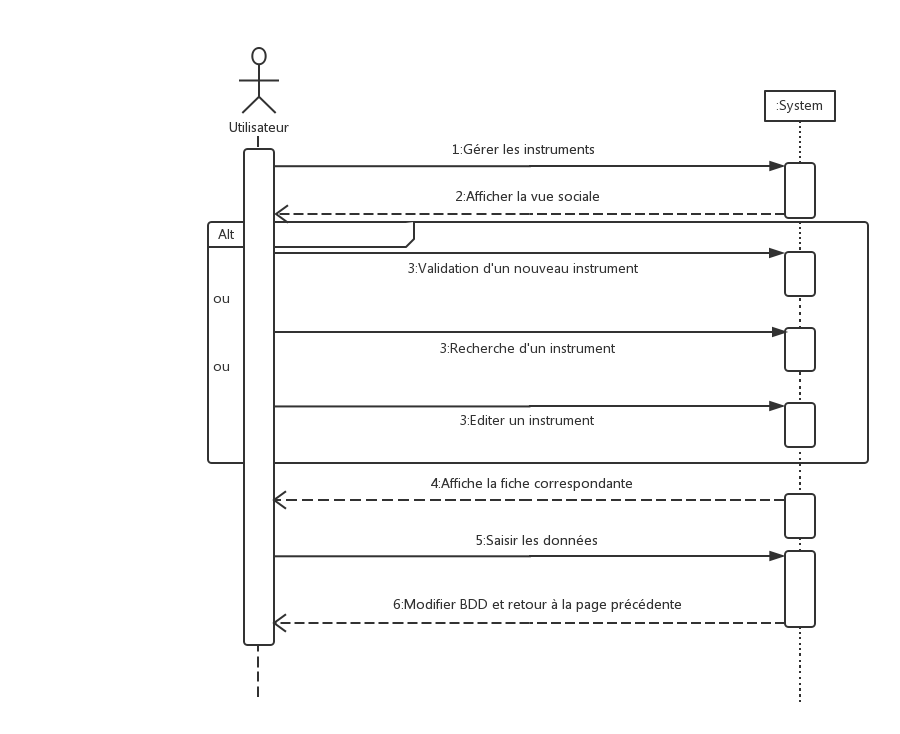 :System
Utilisateur
1:Gérer les instruments
2:Afficher la vue sociale
Alt
3:Validation d'un nouveau instrument
ou
3:Recherche d'un instrument
ou
3:Editer un instrument
4:Affiche la fiche correspondante
5:Saisir les données
6:Modifier BDD et retour à la page précédente